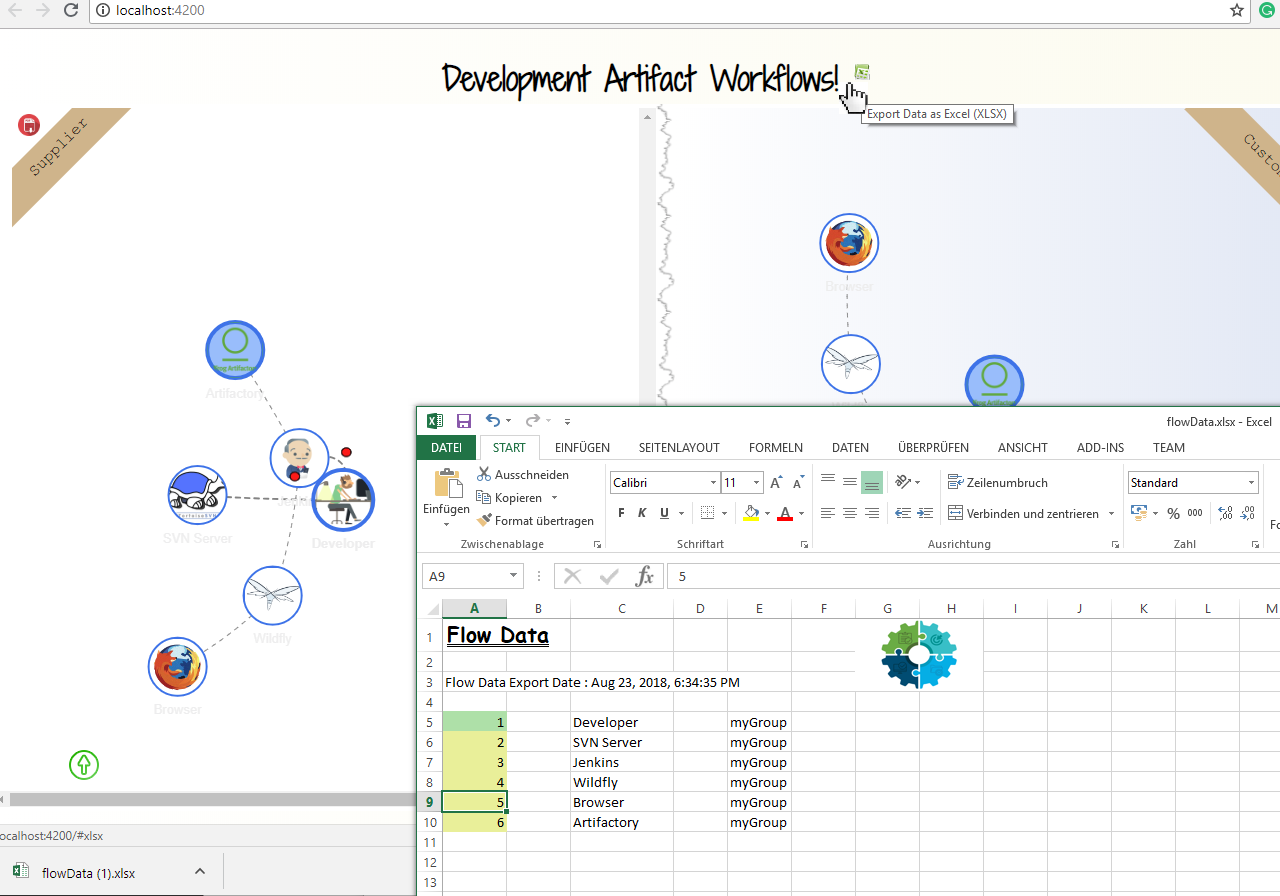 localhost:4200
Development Artifact Workflows!
Export Data as Excel (XLSX)
Supplier
Browser
Artifactory
SVN Server
Developer
Wildfly
Browser
flowData.xlsx - Excel
DATEI START EINFÜGEN SEITENLAYOUT FORMELN DATEN ÜBERPRÜFEN ANSICHT ADD-INS TEAM
Einfügen
Ausschneiden
Kopieren
Format übertragen
Zwischenablage
Calibri 11
F K U
Schriftart
Zeilenumbruch
Verbinden und zentrieren
Ausrichtung
Standard
% 000
Zahl
A9 fx 5
A B C D E F G H I J K L M
1 Flow Data
2
3 Flow Data Export Date : Aug 23, 2018, 6:34:35 PM
4
5 1 Developer myGroup
6 2 SVN Server myGroup
7 3 Jenkins myGroup
8 4 Wildfly myGroup
9 5 Browser myGroup
10 6 Artifactory myGroup
11
12
13
ocalhost:4200/#xlsx
flowData (1).xlsx